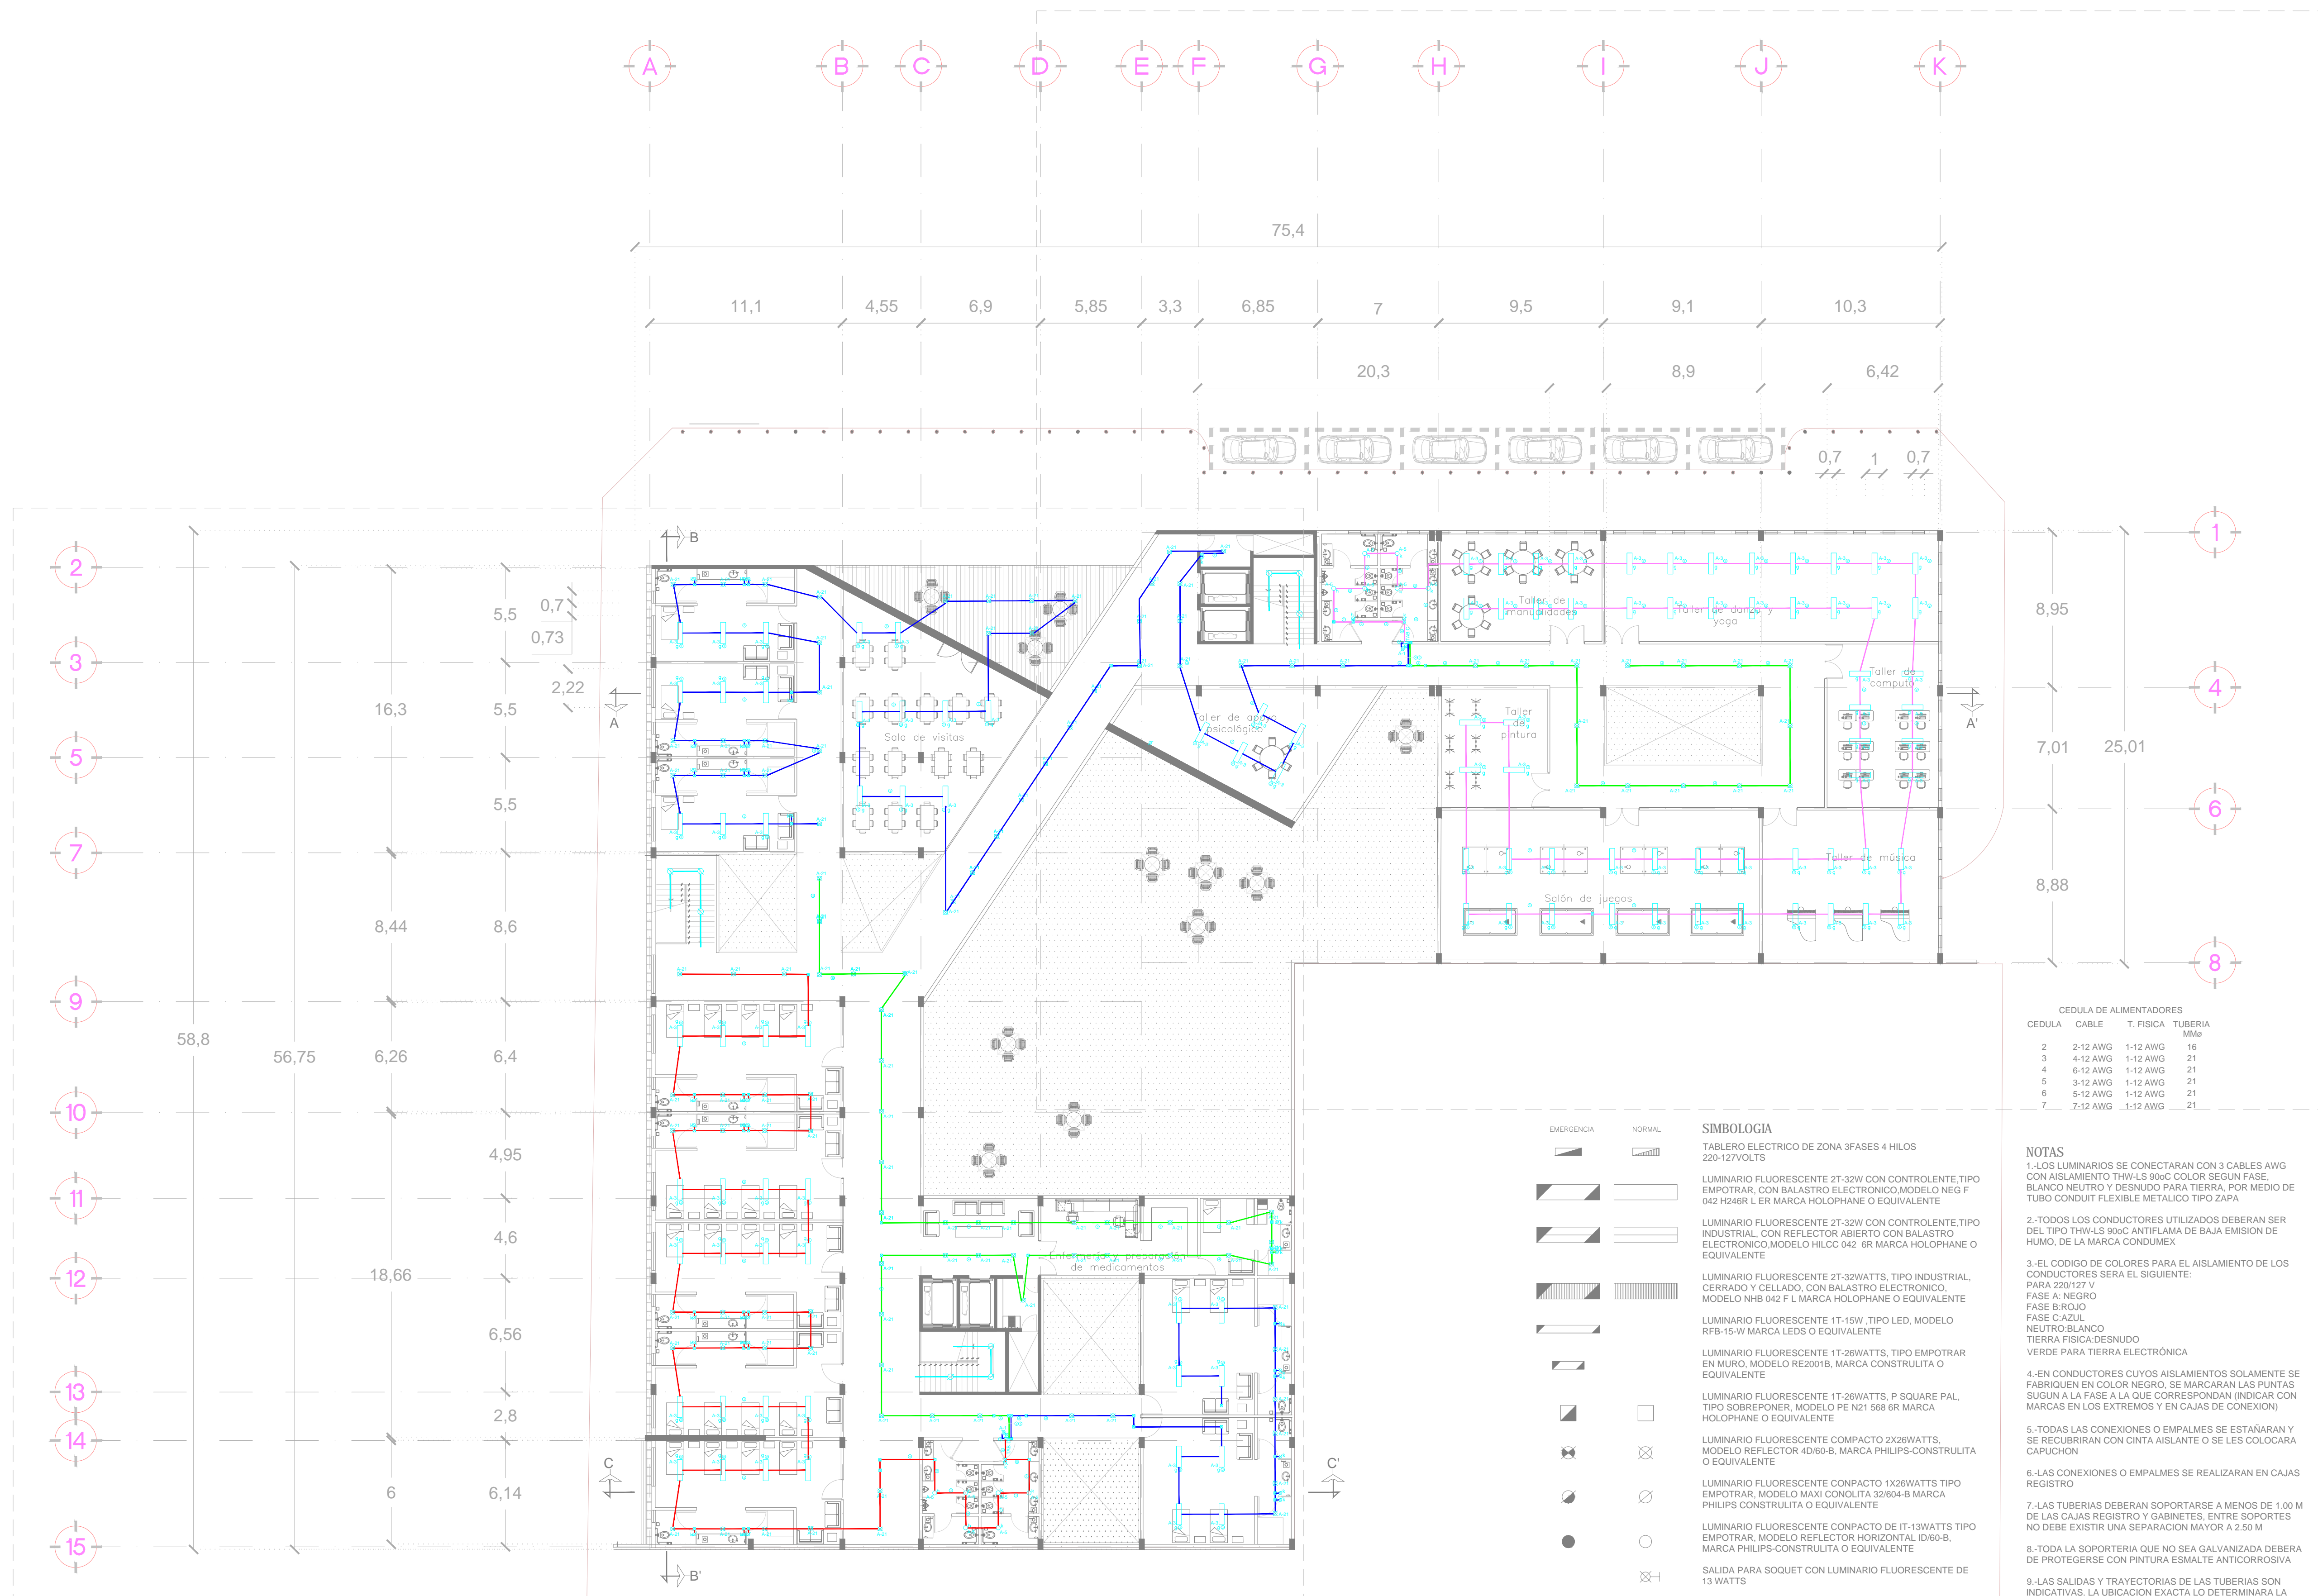 A B C D E F G H I J K
75,4
11,1 4,55 6,9 5,85 3,3 6,85 7 9,5 9,1 10,3
20,3 8,9 6,42
0,7 1 0,7
B
1
2
5,5
0,7
0,73
8,95
3
2,22
A
A'
4
16,3
5,5
5
7,01
25,01
5,5
6
7
8,88
8,44
8,6
8
9
58,8
56,75
6,26
6,4
10
4,95
11
4,6
12
18,66
6,56
13
2,8
14
C
C'
6
6,14
15
B'
Taller de
manualidades
Taller de danza y
yoga
Taller de
computo
Taller
de
pintura
Taller de apoyo
psicológico
Sala de visitas
Taller de música
Salón de juegos
Enfermería y preparación
de medicamentos
CEDULA DE ALIMENTADORES
CEDULA CABLE T. FISICA TUBERIA
MMø
2 2-12 AWG 1-12 AWG 16
3 4-12 AWG 1-12 AWG 21
4 6-12 AWG 1-12 AWG 21
5 3-12 AWG 1-12 AWG 21
6 5-12 AWG 1-12 AWG 21
7 7-12 AWG 1-12 AWG 21
EMERGENCIA NORMAL
SIMBOLOGIA
TABLERO ELECTRICO DE ZONA 3FASES 4 HILOS
220-127VOLTS
LUMINARIO FLUORESCENTE 2T-32W CON CONTROLENTE,TIPO
EMPOTRAR, CON BALASTRO ELECTRONICO,MODELO NEG F
042 H246R L ER MARCA HOLOPHANE O EQUIVALENTE
LUMINARIO FLUORESCENTE 2T-32W CON CONTROLENTE,TIPO
INDUSTRIAL, CON REFLECTOR ABIERTO CON BALASTRO
ELECTRONICO,MODELO HILCC 042 6R MARCA HOLOPHANE O
EQUIVALENTE
LUMINARIO FLUORESCENTE 2T-32WATTS, TIPO INDUSTRIAL,
CERRADO Y CELLADO, CON BALASTRO ELECTRONICO,
MODELO NHB 042 F L MARCA HOLOPHANE O EQUIVALENTE
LUMINARIO FLUORESCENTE 1T-15W ,TIPO LED, MODELO
RFB-15-W MARCA LEDS O EQUIVALENTE
LUMINARIO FLUORESCENTE 1T-26WATTS, TIPO EMPOTRAR
EN MURO, MODELO RE2001B, MARCA CONSTRULITA O
EQUIVALENTE
LUMINARIO FLUORESCENTE 1T-26WATTS, P SQUARE PAL,
TIPO SOBREPONER, MODELO PE N21 568 6R MARCA
HOLOPHANE O EQUIVALENTE
LUMINARIO FLUORESCENTE COMPACTO 2X26WATTS,
MODELO REFLECTOR 4D/60-B, MARCA PHILIPS-CONSTRULITA
O EQUIVALENTE
LUMINARIO FLUORESCENTE CONPACTO 1X26WATTS TIPO
EMPOTRAR, MODELO MAXI CONOLITA 32/604-B MARCA
PHILIPS CONSTRULITA O EQUIVALENTE
LUMINARIO FLUORESCENTE CONPACTO DE IT-13WATTS TIPO
EMPOTRAR, MODELO REFLECTOR HORIZONTAL ID/60-B,
MARCA PHILIPS-CONSTRULITA O EQUIVALENTE
SALIDA PARA SOQUET CON LUMINARIO FLUORESCENTE DE
13 WATTS
NOTAS
1.-LOS LUMINARIOS SE CONECTARAN CON 3 CABLES AWG
CON AISLAMIENTO THW-LS 90oC COLOR SEGUN FASE,
BLANCO NEUTRO Y DESNUDO PARA TIERRA, POR MEDIO DE
TUBO CONDUIT FLEXIBLE METALICO TIPO ZAPA
2.-TODOS LOS CONDUCTORES UTILIZADOS DEBERAN SER
DEL TIPO THW-LS 90oC ANTIFLAMA DE BAJA EMISION DE
HUMO, DE LA MARCA CONDUMEX
3.-EL CODIGO DE COLORES PARA EL AISLAMIENTO DE LOS
CONDUCTORES SERA EL SIGUIENTE:
PARA 220/127 V
FASE A: NEGRO
FASE B:ROJO
FASE C:AZUL
NEUTRO:BLANCO
TIERRA FISICA:DESNUDO
VERDE PARA TIERRA ELECTRÓNICA
4.-EN CONDUCTORES CUYOS AISLAMIENTOS SOLAMENTE SE
FABRIQUEN EN COLOR NEGRO, SE MARCARAN LAS PUNTAS
SUGUN A LA FASE A LA QUE CORRESPONDAN (INDICAR CON
MARCAS EN LOS EXTREMOS Y EN CAJAS DE CONEXION)
5.-TODAS LAS CONEXIONES O EMPALMES SE ESTAÑARAN Y
SE RECUBRIRAN CON CINTA AISLANTE O SE LES COLOCARA
CAPUCHON
6.-LAS CONEXIONES O EMPALMES SE REALIZARAN EN CAJAS
REGISTRO
7.-LAS TUBERIAS DEBERAN SOPORTARSE A MENOS DE 1.00 M
DE LAS CAJAS REGISTRO Y GABINETES, ENTRE SOPORTES
NO DEBE EXISTIR UNA SEPARACION MAYOR A 2.50 M
8.-TODA LA SOPORTERIA QUE NO SEA GALVANIZADA DEBERA
DE PROTEGERSE CON PINTURA ESMALTE ANTICORROSIVA
9.-LAS SALIDAS Y TRAYECTORIAS DE LAS TUBERIAS SON
INDICATIVAS, LA UBICACION EXACTA LO DETERMINARA LA